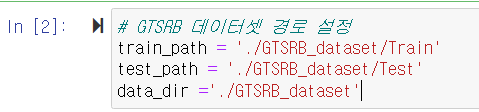 In [2]:
# GTSRB 데이터셋 경로 설정
train_path = './GTSRB_dataset/Train'
test_path = './GTSRB_dataset/Test'
data_dir ='./GTSRB_dataset'